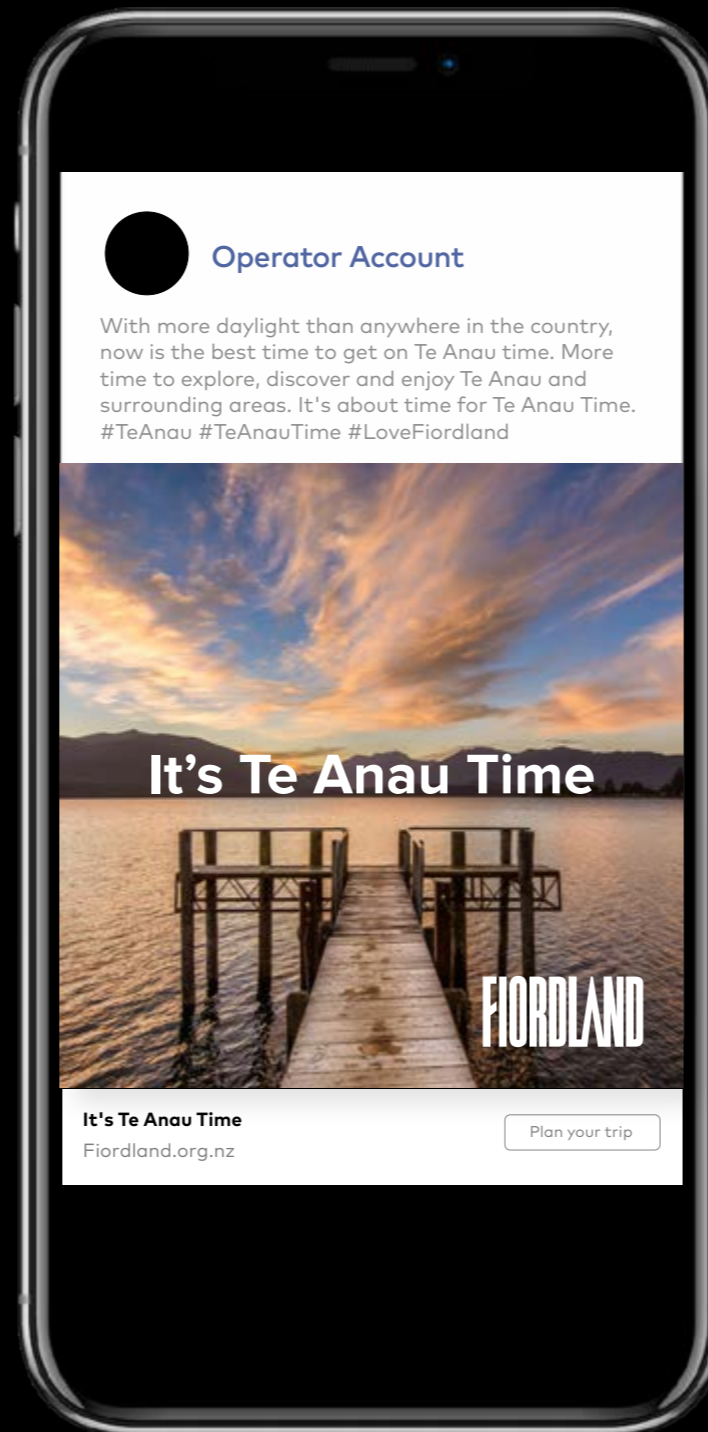 Operator Account
With more daylight than anywhere in the country,
now is the best time to get on Te Anau time. More
time to explore, discover and enjoy Te Anau and
surrounding areas. It's about time for Te Anau Time.
#TeAnau #TeAnauTime #LoveFiordland
It’s Te Anau Time
FIORDLAND
It's Te Anau Time
Fiordland.org.nz
Plan your trip